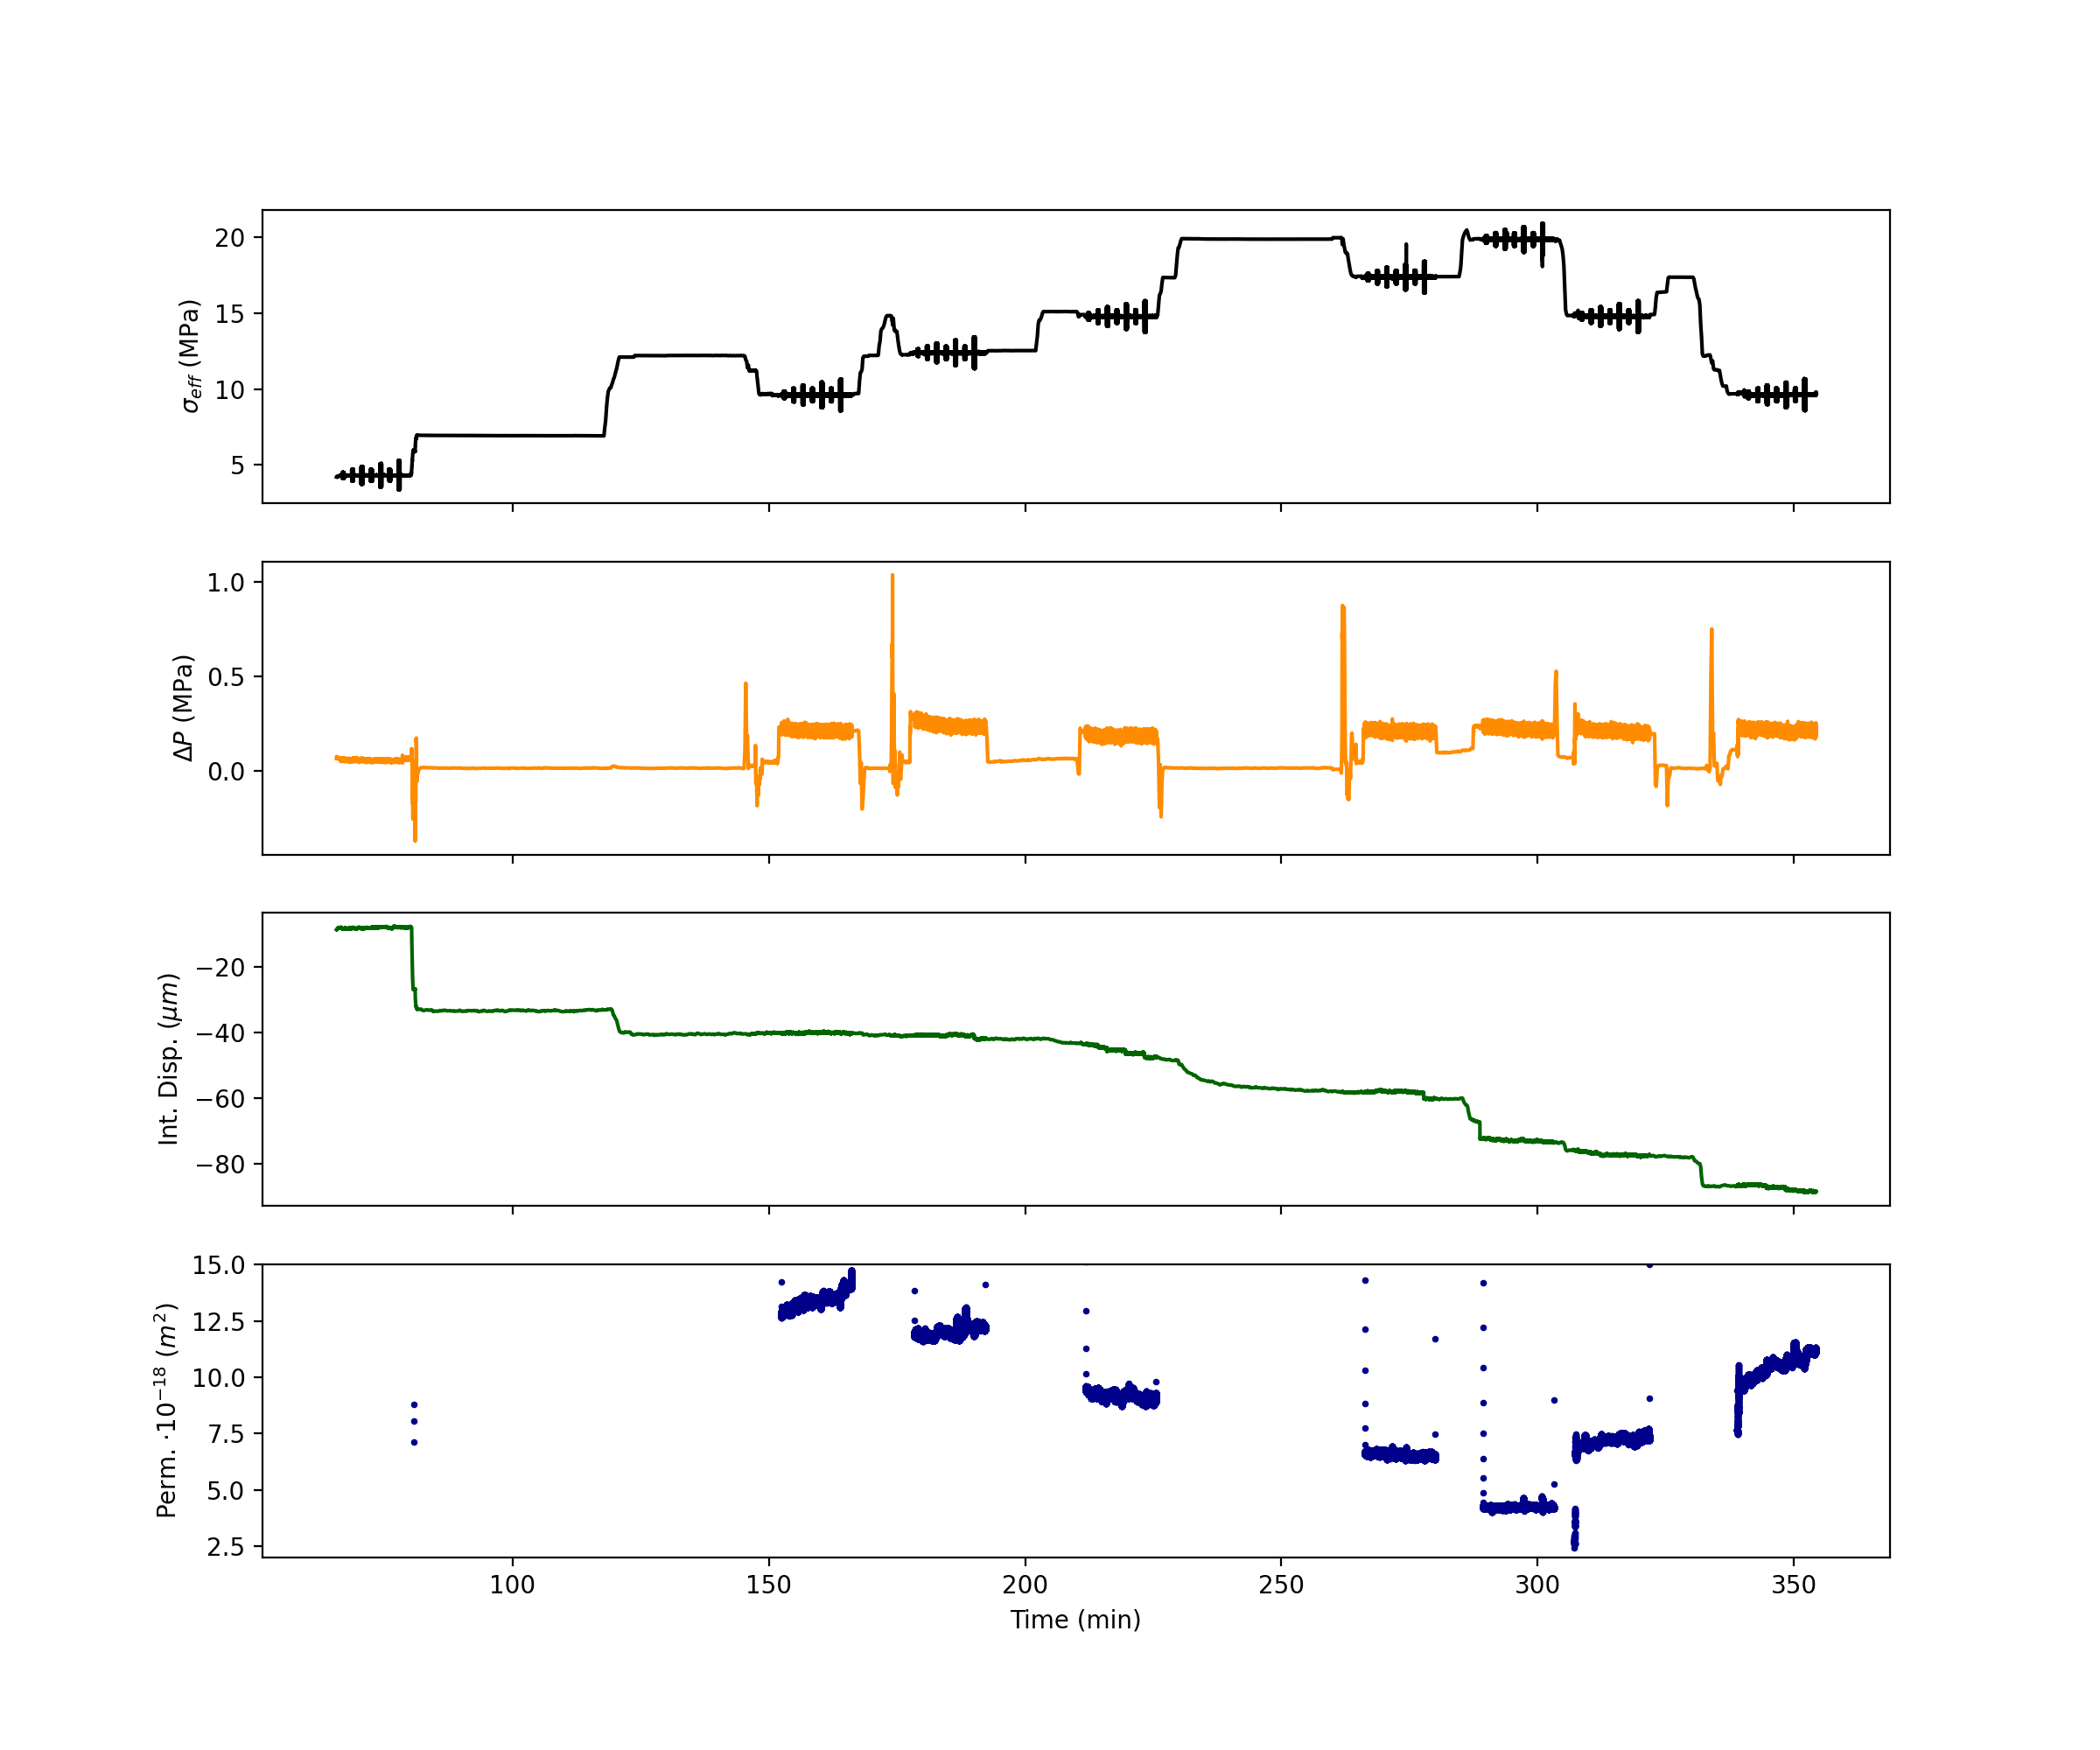 20
15
10
5
σeff (MPa)
1.0
0.5
0.0
ΔP (MPa)
−20
−40
−60
−80
Int. Disp. (μm)
15.0
12.5
10.0
7.5
5.0
2.5
Perm. ·10⁻¹⁸ (m²)
100 150 200 250 300 350
Time (min)